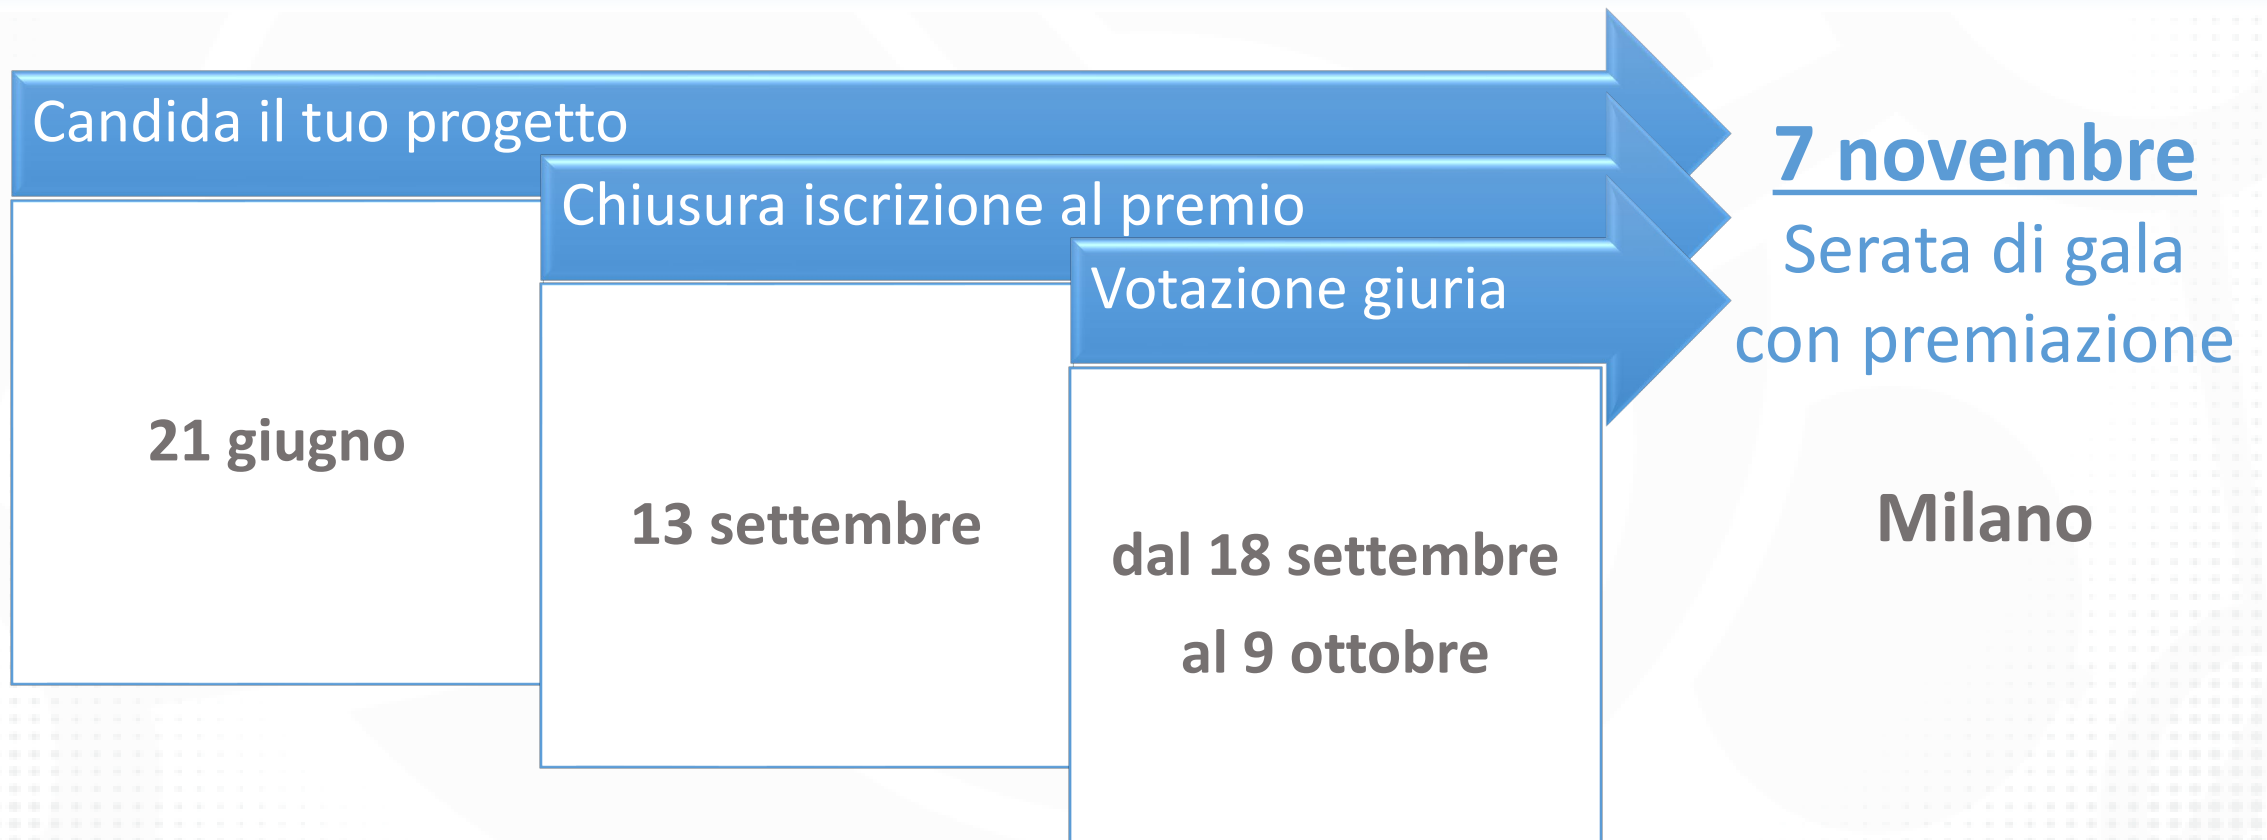 Candida il tuo progetto
21 giugno
Chiusura iscrizione al premio
13 settembre
Votazione giuria
dal 18 settembre
al 9 ottobre
7 novembre
Serata di gala
con premiazione
Milano